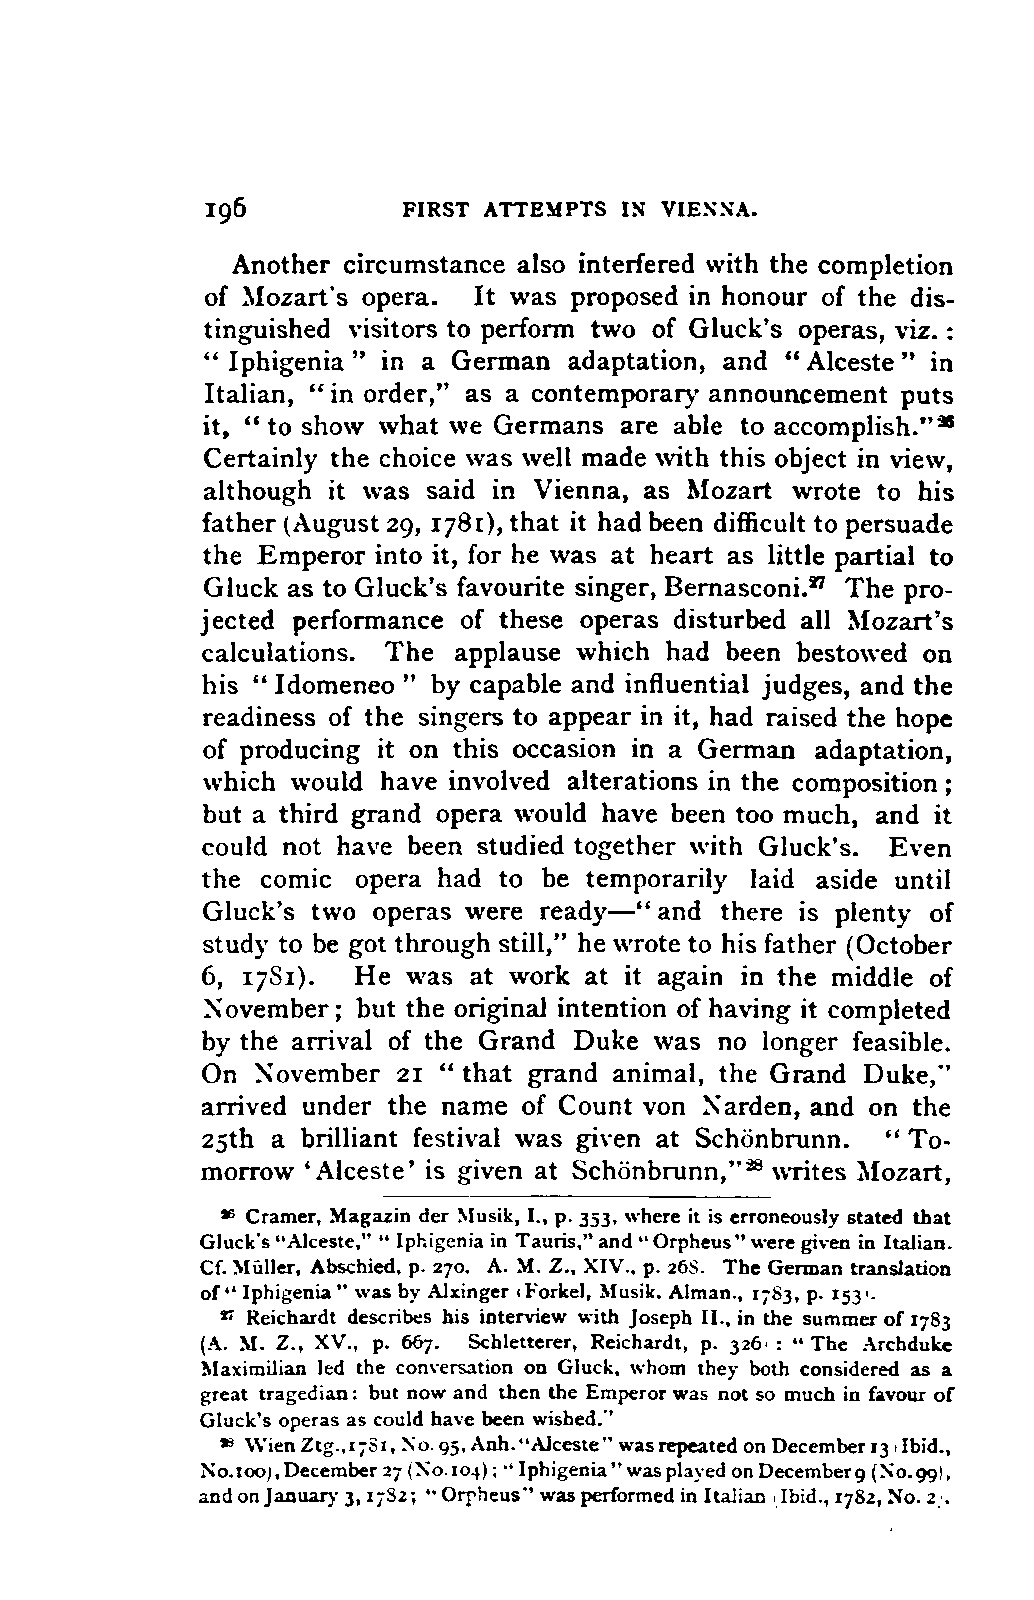 196 FIRST ATTEMPTS IN VIENNA.
Another circumstance also interfered with the completion
of Mozart's opera. It was proposed in honour of the dis-
tinguished visitors to perform two of Gluck's operas, viz.:
"Iphigenia" in a German adaptation, and "Alceste" in
Italian, "in order," as a contemporary announcement puts
it, "to show what we Germans are able to accomplish."²⁶
Certainly the choice was well made with this object in view,
although it was said in Vienna, as Mozart wrote to his
father (August 29, 1781), that it had been difficult to persuade
the Emperor into it, for he was at heart as little partial to
Gluck as to Gluck's favourite singer, Bernasconi.²⁷ The pro-
jected performance of these operas disturbed all Mozart's
calculations. The applause which had been bestowed on
his "Idomeneo" by capable and influential judges, and the
readiness of the singers to appear in it, had raised the hope
of producing it on this occasion in a German adaptation,
which would have involved alterations in the composition;
but a third grand opera would have been too much, and it
could not have been studied together with Gluck's. Even
the comic opera had to be temporarily laid aside until
Gluck's two operas were ready—"and there is plenty of
study to be got through still," he wrote to his father (October
6, 1781). He was at work at it again in the middle of
November; but the original intention of having it completed
by the arrival of the Grand Duke was no longer feasible.
On November 21 "that grand animal, the Grand Duke,"
arrived under the name of Count von Narden, and on the
25th a brilliant festival was given at Schönbrunn. "To-
morrow 'Alceste' is given at Schönbrunn,"²⁸ writes Mozart,
²⁶ Cramer, Magazin der Musik, I., p. 353, where it is erroneously stated that
Gluck's "Alceste," "Iphigenia in Tauris," and "Orpheus" were given in Italian.
Cf. Müller, Abschied, p. 270. A. M. Z., XIV., p. 268. The German translation
of "Iphigenia" was by Alxinger (Forkel, Musik. Alman., 1783, p. 153).
²⁷ Reichardt describes his interview with Joseph II., in the summer of 1783
(A. M. Z., XV., p. 667. Schletterer, Reichardt, p. 326): "The Archduke
Maximilian led the conversation on Gluck, whom they both considered as a
great tragedian: but now and then the Emperor was not so much in favour of
Gluck's operas as could have been wished."
²⁸ Wien Ztg., 1781, No. 95, Anh. "Alceste" was repeated on December 13 (Ibid.,
No. 100), December 27 (No. 104); "Iphigenia" was played on December 9 (No. 99),
and on January 3, 1782; "Orpheus" was performed in Italian (Ibid., 1782, No. 2).